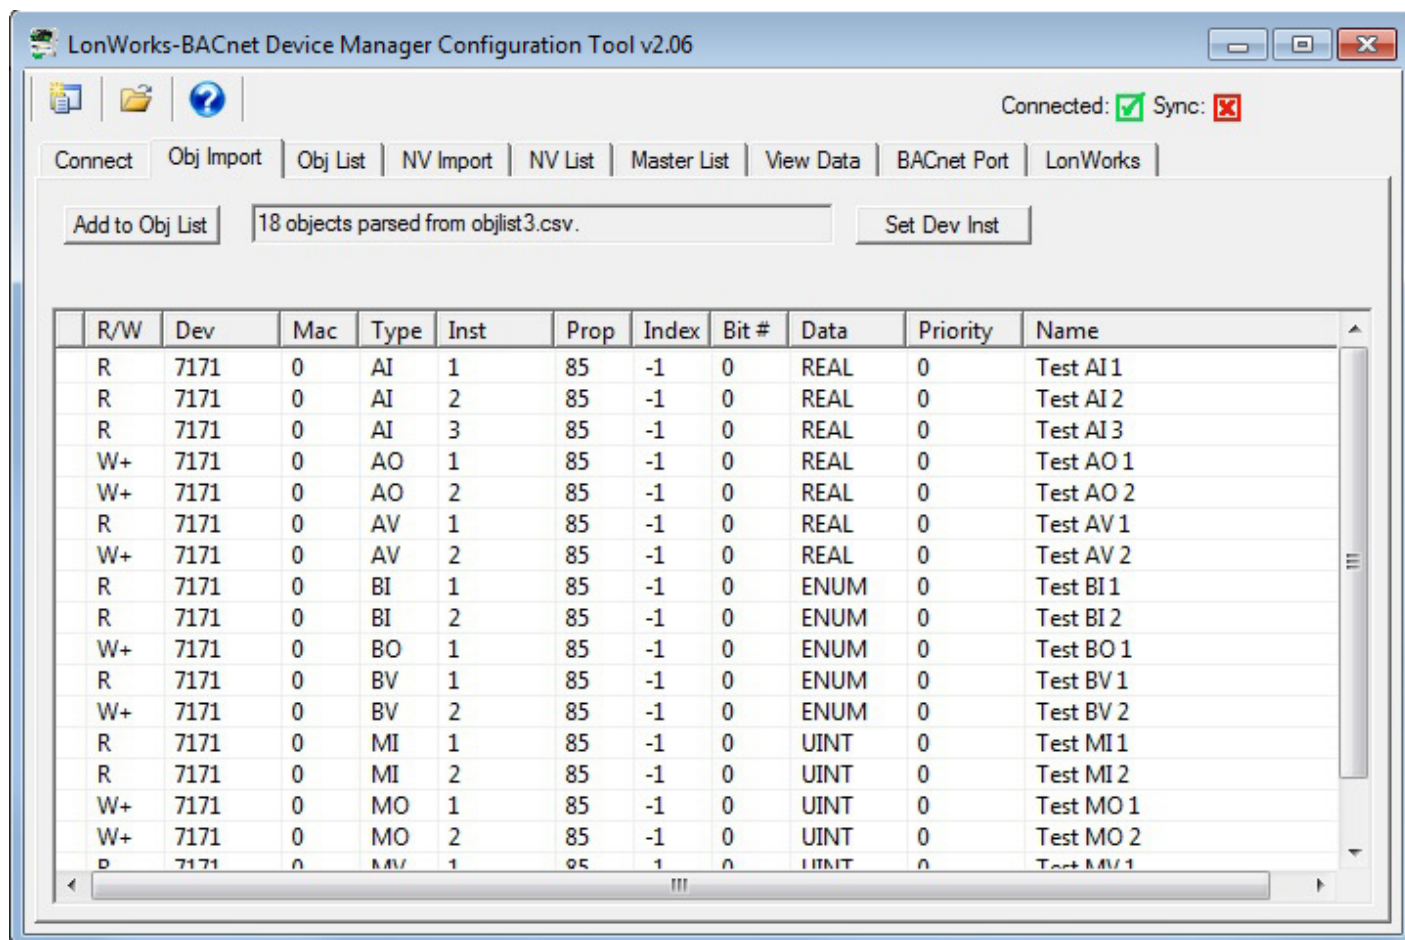 LonWorks-BACnet Device Manager Configuration Tool v2.06
Connected: Sync:
Connect Obj Import Obj List NV Import NV List Master List View Data BACnet Port LonWorks
Add to Obj List 18 objects parsed from objlist3.csv. Set Dev Inst
R/W Dev Mac Type Inst Prop Index Bit # Data Priority Name
R 7171 0 AI 1 85 -1 0 REAL 0 Test AI 1
R 7171 0 AI 2 85 -1 0 REAL 0 Test AI 2
R 7171 0 AI 3 85 -1 0 REAL 0 Test AI 3
W+ 7171 0 AO 1 85 -1 0 REAL 0 Test AO 1
W+ 7171 0 AO 2 85 -1 0 REAL 0 Test AO 2
R 7171 0 AV 1 85 -1 0 REAL 0 Test AV 1
W+ 7171 0 AV 2 85 -1 0 REAL 0 Test AV 2
R 7171 0 BI 1 85 -1 0 ENUM 0 Test BI 1
R 7171 0 BI 2 85 -1 0 ENUM 0 Test BI 2
W+ 7171 0 BO 1 85 -1 0 ENUM 0 Test BO 1
R 7171 0 BV 1 85 -1 0 ENUM 0 Test BV 1
W+ 7171 0 BV 2 85 -1 0 ENUM 0 Test BV 2
R 7171 0 MI 1 85 -1 0 UINT 0 Test MI 1
R 7171 0 MI 2 85 -1 0 UINT 0 Test MI 2
W+ 7171 0 MO 1 85 -1 0 UINT 0 Test MO 1
W+ 7171 0 MO 2 85 -1 0 UINT 0 Test MO 2
R 7171 0 MV 1 85 -1 0 UINT 0 Test MV 1